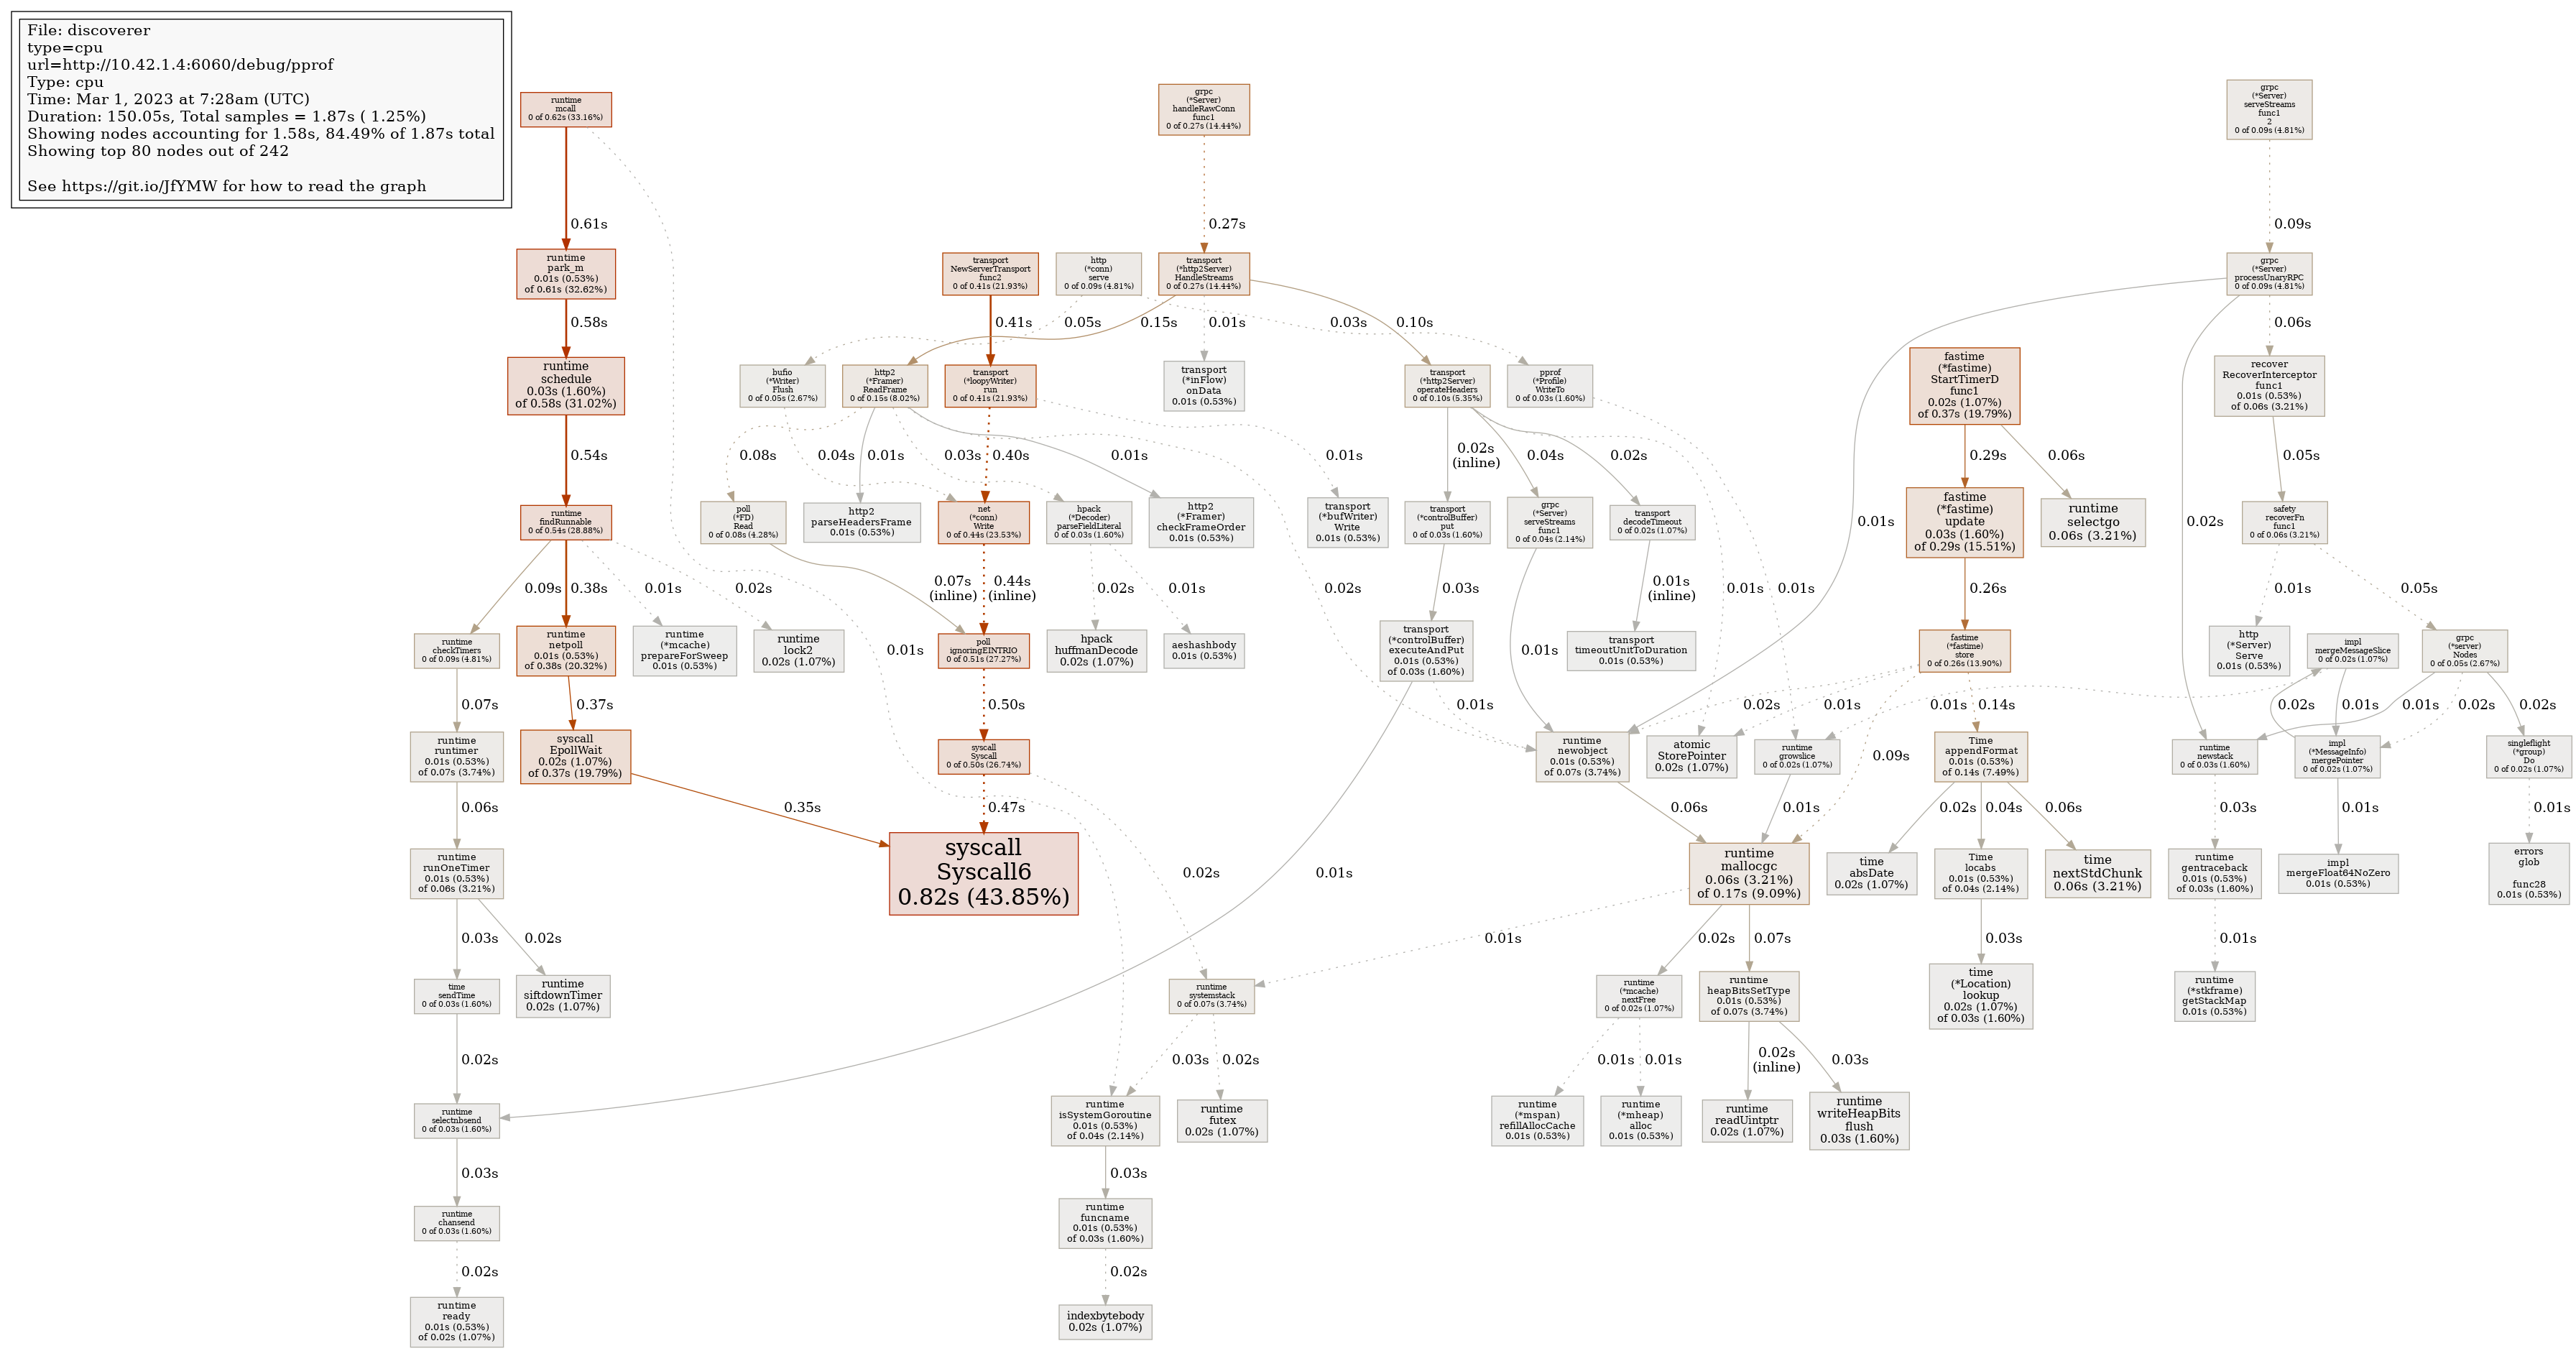 File: discoverer
type=cpu
url=http://10.42.1.4:6060/debug/pprof
Type: cpu
Time: Mar 1, 2023 at 7:28am (UTC)
Duration: 150.05s, Total samples = 1.87s ( 1.25%)
Showing nodes accounting for 1.58s, 84.49% of 1.87s total
Showing top 80 nodes out of 242
See https://git.io/JfYMW for how to read the graph
runtime
mcall
0 of 0.62s (33.16%)
grpc
(*Server)
handleRawConn
func1
0 of 0.27s (14.44%)
grpc
(*Server)
serveStreams
func1
2
0 of 0.09s (4.81%)
0.61s
0.27s
0.09s
runtime
park_m
0.01s (0.53%)
of 0.61s (32.62%)
transport
NewServerTransport
func2
0 of 0.41s (21.93%)
http
(*conn)
serve
0 of 0.09s (4.81%)
transport
(*http2Server)
HandleStreams
0 of 0.27s (14.44%)
grpc
(*Server)
processUnaryRPC
0 of 0.09s (4.81%)
0.58s
0.41s
0.05s
0.15s
0.01s
0.03s
0.10s
0.06s
runtime
schedule
0.03s (1.60%)
of 0.58s (31.02%)
bufio
(*Writer)
Flush
0 of 0.05s (2.67%)
http2
(*Framer)
ReadFrame
0 of 0.15s (8.02%)
transport
(*loopyWriter)
run
0 of 0.41s (21.93%)
transport
(*inFlow)
onData
0.01s (0.53%)
transport
(*http2Server)
operateHeaders
0 of 0.10s (5.35%)
pprof
(*Profile)
WriteTo
0 of 0.03s (1.60%)
fastime
(*fastime)
StartTimerD
func1
0.02s (1.07%)
of 0.37s (19.79%)
recover
RecoverInterceptor
func1
0.01s (0.53%)
of 0.06s (3.21%)
0.54s
0.08s
0.04s
0.01s
0.03s
0.40s
0.01s
0.01s
0.02s
(inline)
0.04s
0.02s
0.29s
0.06s
0.05s
runtime
findRunnable
0 of 0.54s (28.88%)
poll
(*FD)
Read
0 of 0.08s (4.28%)
http2
parseHeadersFrame
0.01s (0.53%)
net
(*conn)
Write
0 of 0.44s (23.53%)
hpack
(*Decoder)
parseFieldLiteral
0 of 0.03s (1.60%)
http2
(*Framer)
checkFrameOrder
0.01s (0.53%)
transport
(*bufWriter)
Write
0.01s (0.53%)
transport
(*controlBuffer)
put
0 of 0.03s (1.60%)
grpc
(*Server)
serveStreams
func1
0 of 0.04s (2.14%)
transport
decodeTimeout
0 of 0.02s (1.07%)
fastime
(*fastime)
update
0.03s (1.60%)
of 0.29s (15.51%)
runtime
selectgo
0.06s (3.21%)
0.01s
0.02s
safety
recoverFn
func1
0 of 0.06s (3.21%)
0.09s
0.38s
0.01s
0.02s
0.07s
(inline)
0.44s
(inline)
0.02s
0.01s
0.02s
0.03s
0.01s
(inline)
0.01s
0.01s
0.26s
0.01s
0.05s
runtime
checkTimers
0 of 0.09s (4.81%)
runtime
netpoll
0.01s (0.53%)
of 0.38s (20.32%)
runtime
(*mcache)
prepareForSweep
0.01s (0.53%)
runtime
lock2
0.02s (1.07%)
0.01s
poll
ignoringEINTRIO
0 of 0.51s (27.27%)
hpack
huffmanDecode
0.02s (1.07%)
aeshashbody
0.01s (0.53%)
transport
(*controlBuffer)
executeAndPut
0.01s (0.53%)
of 0.03s (1.60%)
0.01s
transport
timeoutUnitToDuration
0.01s (0.53%)
fastime
(*fastime)
store
0 of 0.26s (13.90%)
http
(*Server)
Serve
0.01s (0.53%)
impl
mergeMessageSlice
0 of 0.02s (1.07%)
grpc
(*server)
Nodes
0 of 0.05s (2.67%)
0.07s
0.37s
0.50s
0.01s
0.02s
0.01s
0.01s
0.14s
0.02s
0.01s
0.01s
0.02s
0.02s
runtime
runtimer
0.01s (0.53%)
of 0.07s (3.74%)
syscall
EpollWait
0.02s (1.07%)
of 0.37s (19.79%)
syscall
Syscall
0 of 0.50s (26.74%)
runtime
newobject
0.01s (0.53%)
of 0.07s (3.74%)
atomic
StorePointer
0.02s (1.07%)
runtime
growslice
0 of 0.02s (1.07%)
0.09s
Time
appendFormat
0.01s (0.53%)
of 0.14s (7.49%)
runtime
newstack
0 of 0.03s (1.60%)
impl
(*MessageInfo)
mergePointer
0 of 0.02s (1.07%)
singleflight
(*group)
Do
0 of 0.02s (1.07%)
0.06s
0.35s
0.47s
0.06s
0.01s
0.02s
0.04s
0.06s
0.03s
0.01s
0.01s
runtime
runOneTimer
0.01s (0.53%)
of 0.06s (3.21%)
syscall
Syscall6
0.82s (43.85%)
0.02s
0.01s
runtime
mallocgc
0.06s (3.21%)
of 0.17s (9.09%)
time
absDate
0.02s (1.07%)
Time
locabs
0.01s (0.53%)
of 0.04s (2.14%)
time
nextStdChunk
0.06s (3.21%)
runtime
gentraceback
0.01s (0.53%)
of 0.03s (1.60%)
impl
mergeFloat64NoZero
0.01s (0.53%)
errors
glob
func28
0.01s (0.53%)
0.03s
0.02s
0.01s
0.02s
0.07s
0.03s
0.01s
time
sendTime
0 of 0.03s (1.60%)
runtime
siftdownTimer
0.02s (1.07%)
runtime
systemstack
0 of 0.07s (3.74%)
runtime
(*mcache)
nextFree
0 of 0.02s (1.07%)
runtime
heapBitsSetType
0.01s (0.53%)
of 0.07s (3.74%)
time
(*Location)
lookup
0.02s (1.07%)
of 0.03s (1.60%)
runtime
(*stkframe)
getStackMap
0.01s (0.53%)
0.02s
0.03s
0.02s
0.01s
0.01s
0.02s
(inline)
0.03s
runtime
selectnbsend
0 of 0.03s (1.60%)
runtime
isSystemGoroutine
0.01s (0.53%)
of 0.04s (2.14%)
runtime
futex
0.02s (1.07%)
runtime
(*mspan)
refillAllocCache
0.01s (0.53%)
runtime
(*mheap)
alloc
0.01s (0.53%)
runtime
readUintptr
0.02s (1.07%)
runtime
writeHeapBits
flush
0.03s (1.60%)
0.03s
0.03s
runtime
chansend
0 of 0.03s (1.60%)
runtime
funcname
0.01s (0.53%)
of 0.03s (1.60%)
0.02s
0.02s
runtime
ready
0.01s (0.53%)
of 0.02s (1.07%)
indexbytebody
0.02s (1.07%)